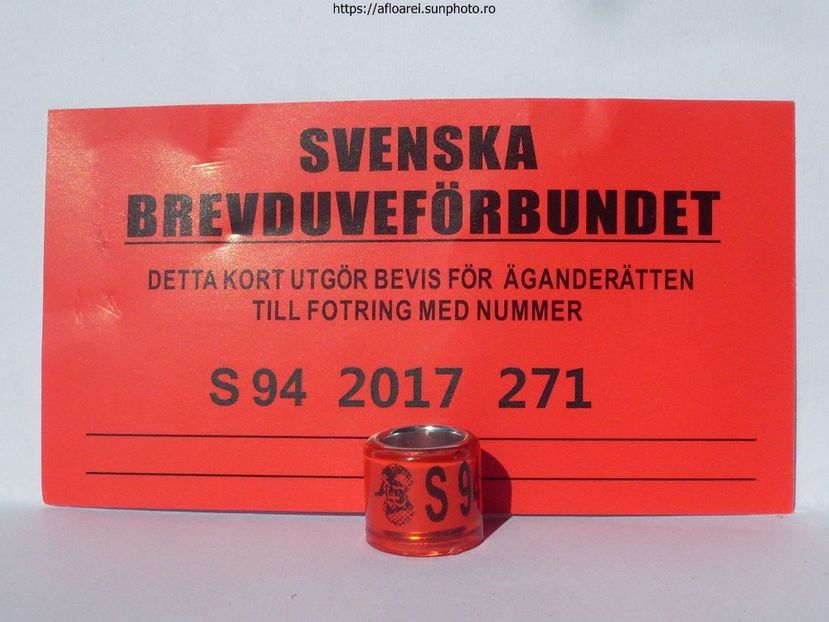 https://afloarei.sunphoto.ro
SVENSKA
BREVDUVEFÖRBUNDET
DETTA KORT UTGÖR BEVIS FÖR ÄGANDERÄTTEN
TILL FOTRING MED NUMMER
S 94 2017 271
S 94